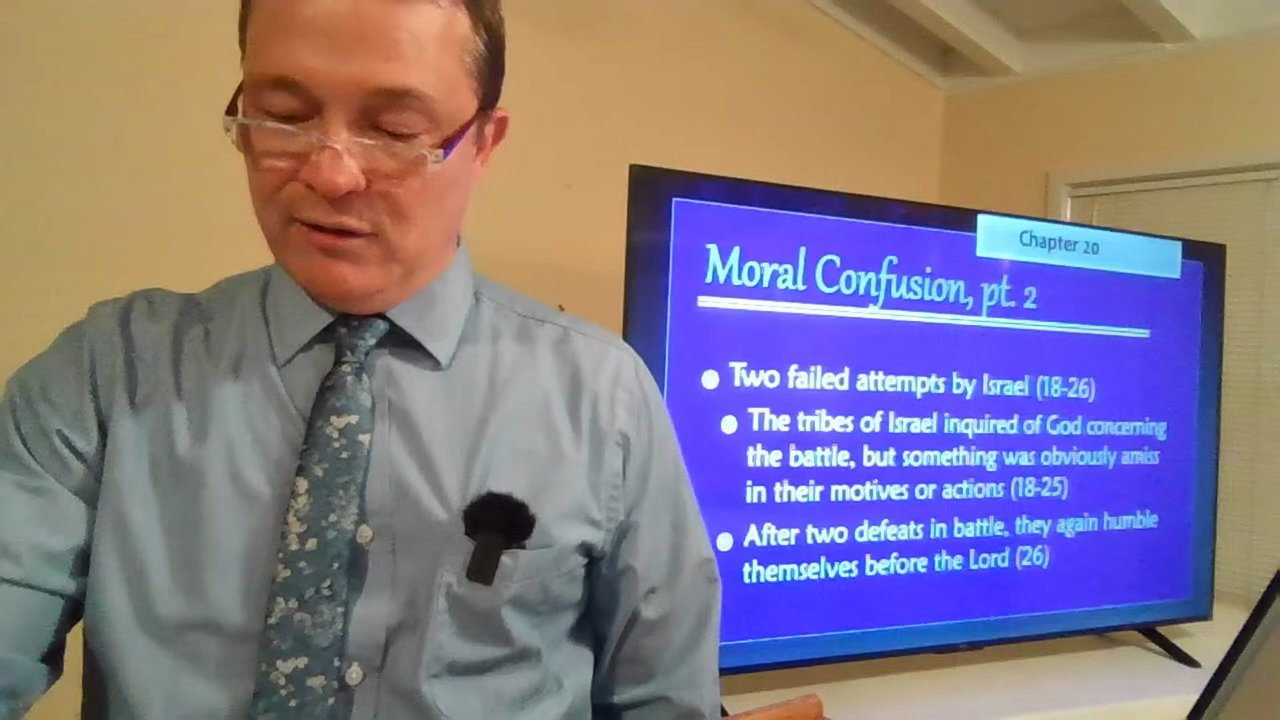 Chapter 20
Moral Confusion, pt. 2
Two failed attempts by Israel (18-26)
The tribes of Israel inquired of God concerning
the battle, but something was obviously amiss
in their motives or actions (18-25)
After two defeats in battle, they again humble
themselves before the Lord (26)